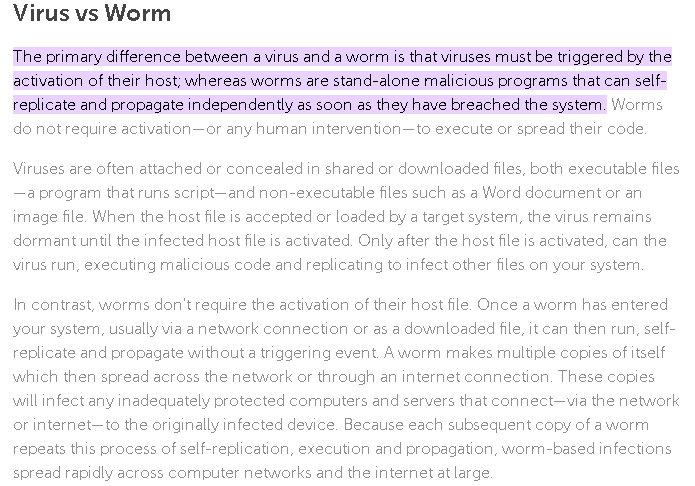 Virus vs Worm
The primary difference between a virus and a worm is that viruses must be triggered by the
activation of their host; whereas worms are stand-alone malicious programs that can self-
replicate and propagate independently as soon as they have breached the system. Worms
do not require activation—or any human intervention—to execute or spread their code.
Viruses are often attached or concealed in shared or downloaded files, both executable files
—a program that runs script—and non-executable files such as a Word document or an
image file. When the host file is accepted or loaded by a target system, the virus remains
dormant until the infected host file is activated. Only after the host file is activated, can the
virus run, executing malicious code and replicating to infect other files on your system.
In contrast, worms don't require the activation of their host file. Once a worm has entered
your system, usually via a network connection or as a downloaded file, it can then run, self-
replicate and propagate without a triggering event. A worm makes multiple copies of itself
which then spread across the network or through an internet connection. These copies
will infect any inadequately protected computers and servers that connect—via the network
or internet—to the originally infected device. Because each subsequent copy of a worm
repeats this process of self-replication, execution and propagation, worm-based infections
spread rapidly across computer networks and the internet at large.